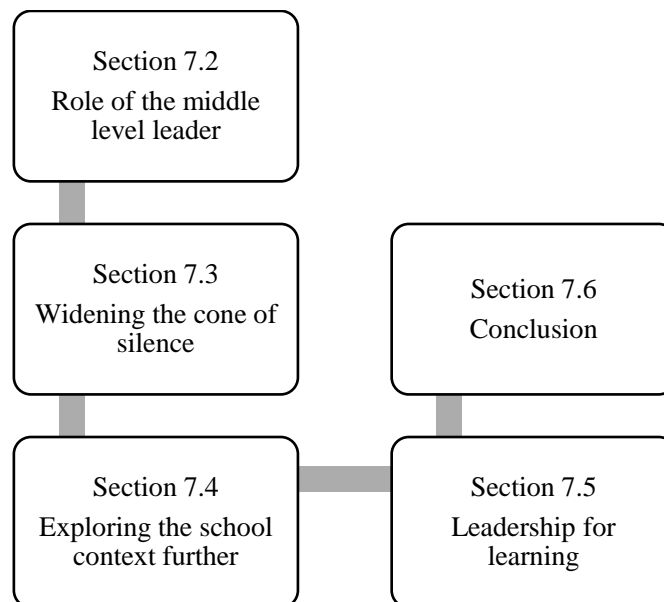 Section 7.2
Role of the middle
level leader
Section 7.3
Widening the cone of
silence
Section 7.4
Exploring the school
context further
Section 7.5
Leadership for
learning
Section 7.6
Conclusion